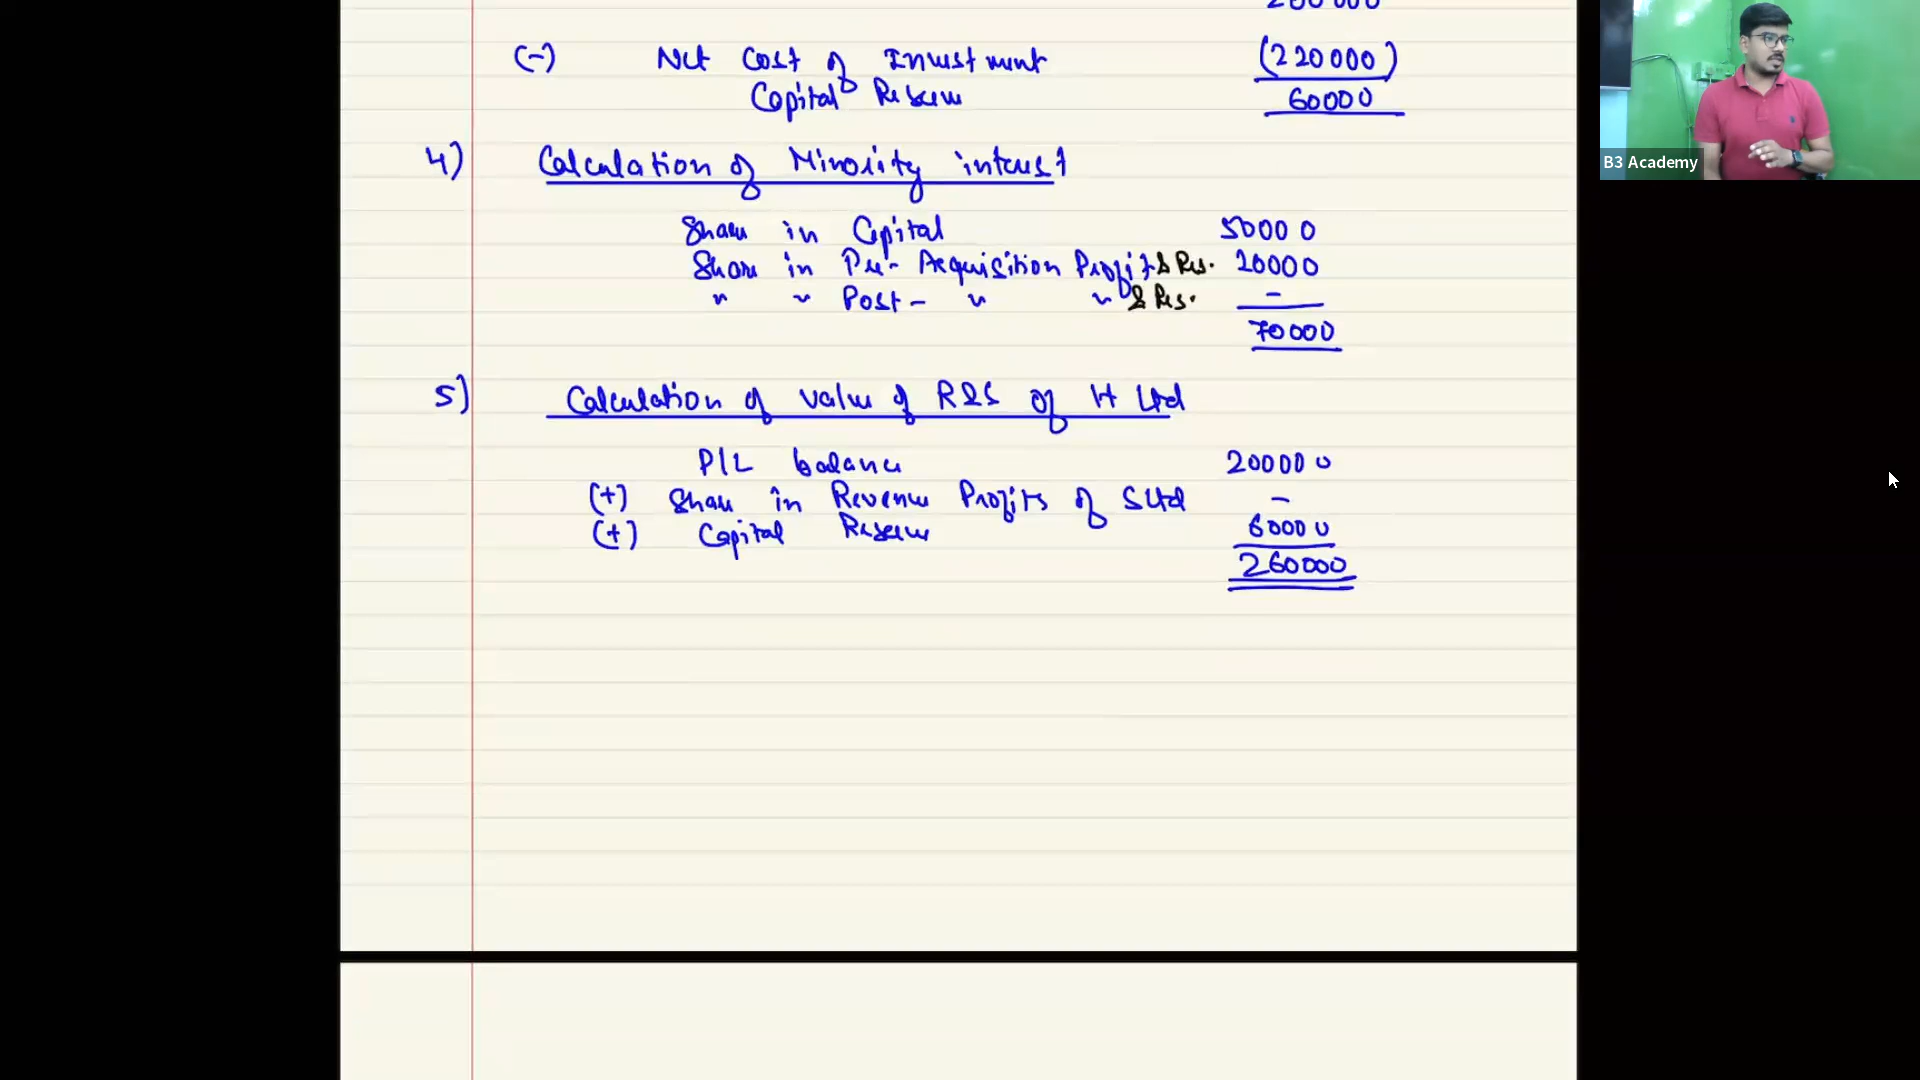 (-) Net Cost of Investment (220000)
Capital Reserve 60000
4) Calculation of Minority interest
Share in Capital 50000
Share in Pre-Acquisition Profit & Res. 20000
" " Post- " " & Res. -
70000
5) Calculation of value of R&S of H Ltd
P/L balance 200000
(+) Share in Revenue Profits of S Ltd -
(+) Capital Reserve 60000
260000
B3 Academy